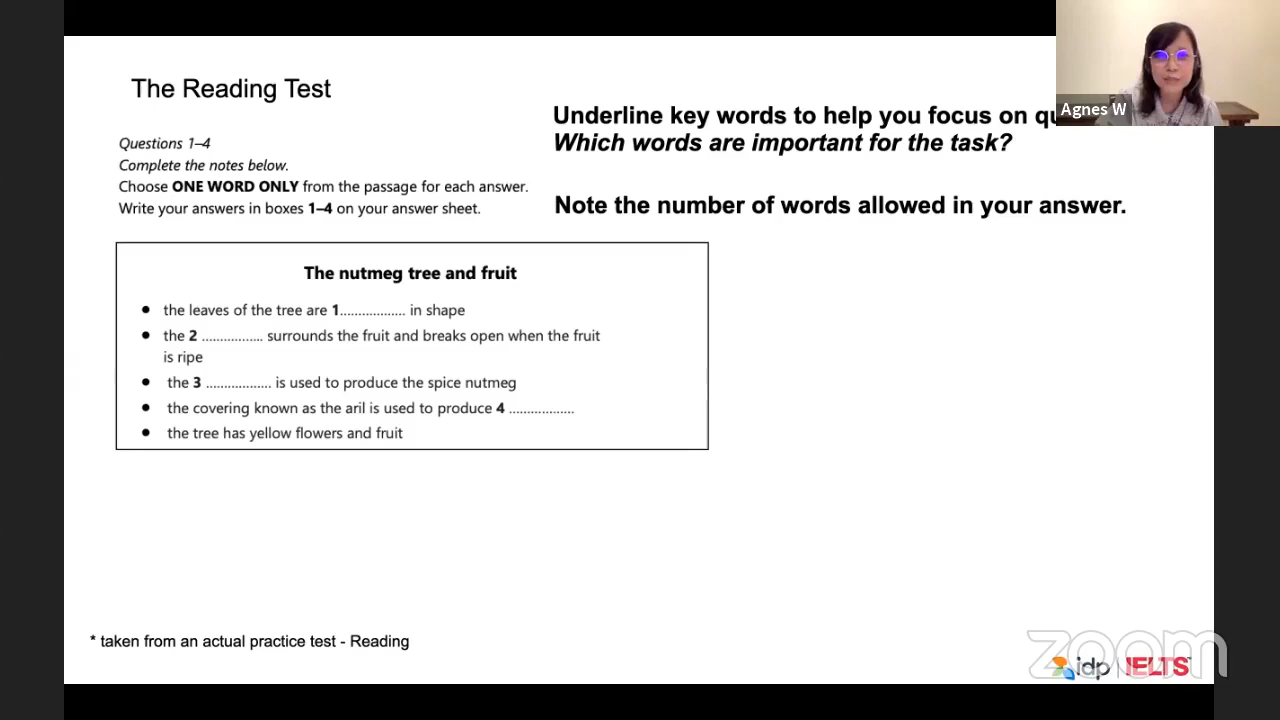 The Reading Test
Questions 1–4
Complete the notes below.
Choose ONE WORD ONLY from the passage for each answer.
Write your answers in boxes 1–4 on your answer sheet.
Underline key words to help you focus on
Which words are important for the task?
Note the number of words allowed in your answer.
Agnes W
The nutmeg tree and fruit
● the leaves of the tree are 1................. in shape
● the 2 ................ surrounds the fruit and breaks open when the fruit
is ripe
● the 3 ................. is used to produce the spice nutmeg
● the covering known as the aril is used to produce 4 .................
● the tree has yellow flowers and fruit
* taken from an actual practice test - Reading
zoom
idp IELTS